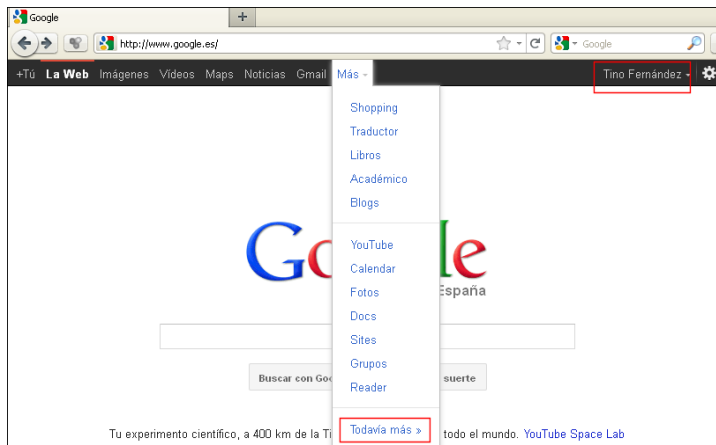 Google
+
http://www.google.es/
Google
+Tú La Web Imágenes Vídeos Maps Noticias Gmail Más
Tino Fernández
Shopping
Traductor
Libros
Académico
Blogs
YouTube
Calendar
Fotos
Docs
Sites
Grupos
Reader
Todavía más »
Go le
España
Buscar con Goo suerte
Tu experimento científico, a 400 km de la Ti todo el mundo. YouTube Space Lab